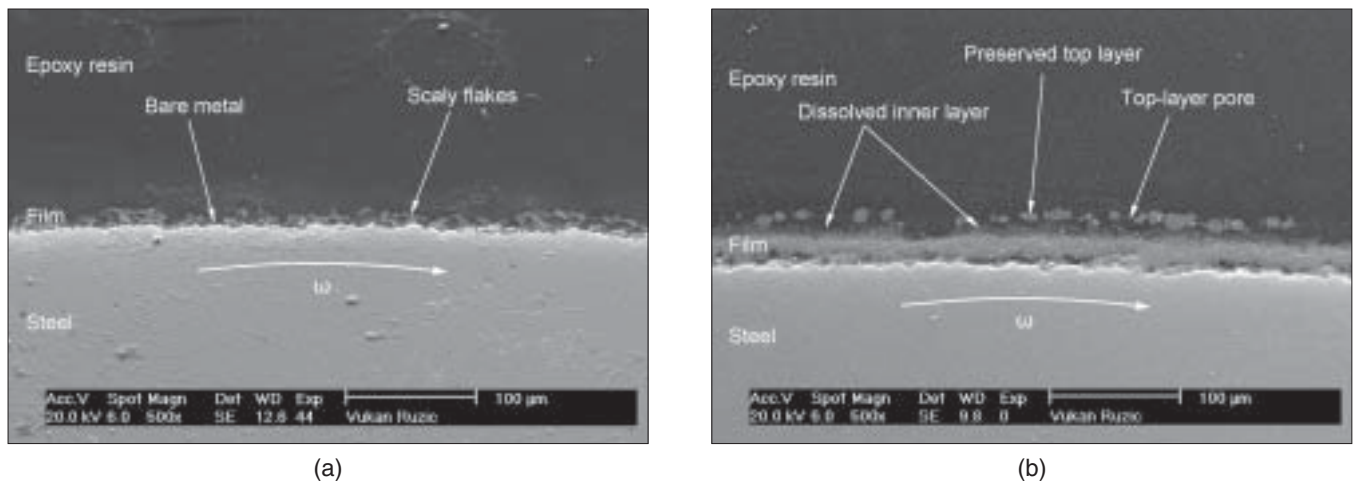 Epoxy resin
Bare metal
Scaly flakes
Film
ω
Steel
Acc.V Spot Magn Det WD Exp 100 µm
20.0 kV 6.0 500x SE 12.6 44 Vukan Ruzic
(a)
Preserved top layer
Epoxy resin
Top-layer pore
Dissolved inner layer
Film
ω
Steel
Acc.V Spot Magn Det WD Exp 100 µm
20.0 kV 6.0 500x SE 9.8 0 Vukan Ruzic
(b)